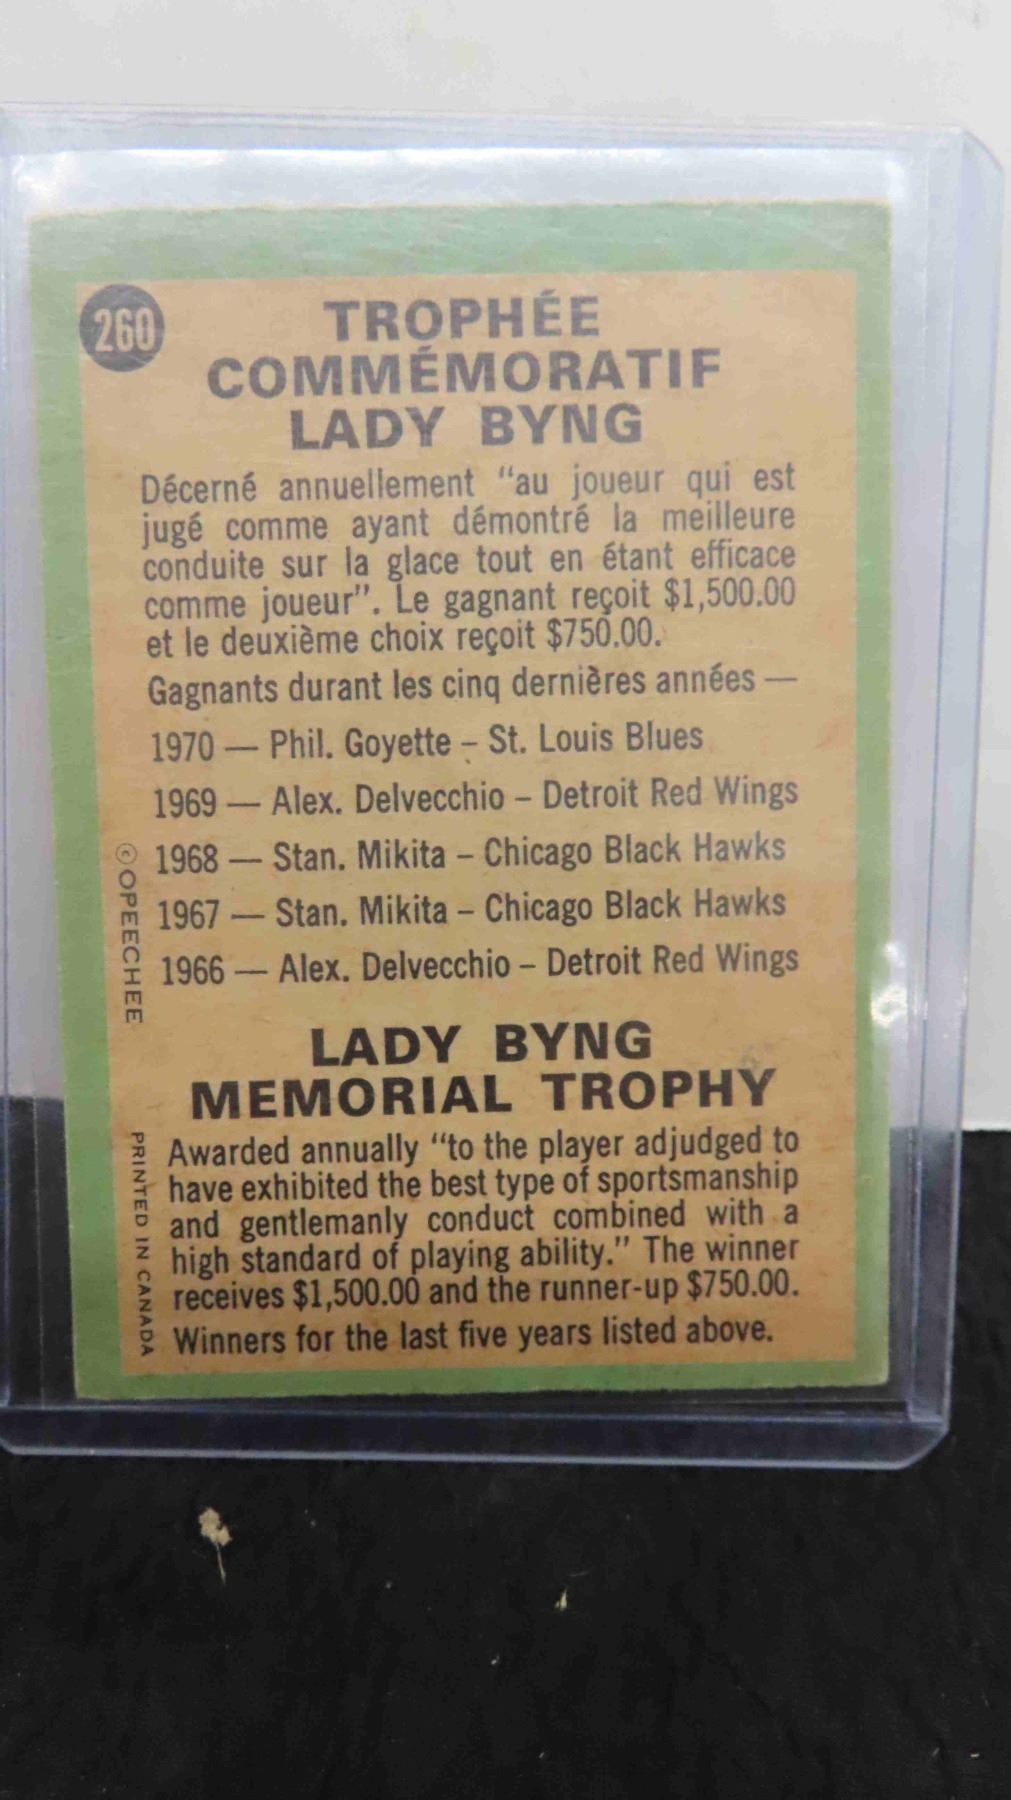 260
TROPHÉE
COMMÉMORATIF
LADY BYNG
Décerné annuellement "au joueur qui est
jugé comme ayant démontré la meilleure
conduite sur la glace tout en étant efficace
comme joueur". Le gagnant reçoit $1,500.00
et le deuxième choix reçoit $750.00.
Gagnants durant les cinq dernières années —
1970 — Phil. Goyette – St. Louis Blues
1969 — Alex. Delvecchio – Detroit Red Wings
1968 — Stan. Mikita – Chicago Black Hawks
1967 — Stan. Mikita – Chicago Black Hawks
1966 — Alex. Delvecchio – Detroit Red Wings
©OPEECHEE
LADY BYNG
MEMORIAL TROPHY
Awarded annually "to the player adjudged to
have exhibited the best type of sportsmanship
and gentlemanly conduct combined with a
high standard of playing ability." The winner
receives $1,500.00 and the runner-up $750.00.
Winners for the last five years listed above.
PRINTED IN CANADA